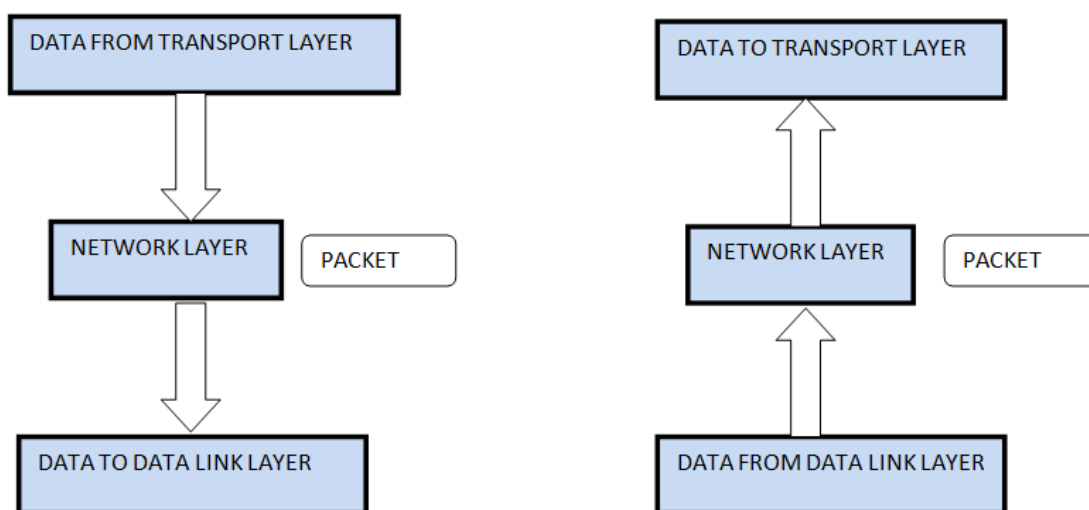 DATA FROM TRANSPORT LAYER
NETWORK LAYER
PACKET
DATA TO DATA LINK LAYER
DATA TO TRANSPORT LAYER
NETWORK LAYER
PACKET
DATA FROM DATA LINK LAYER